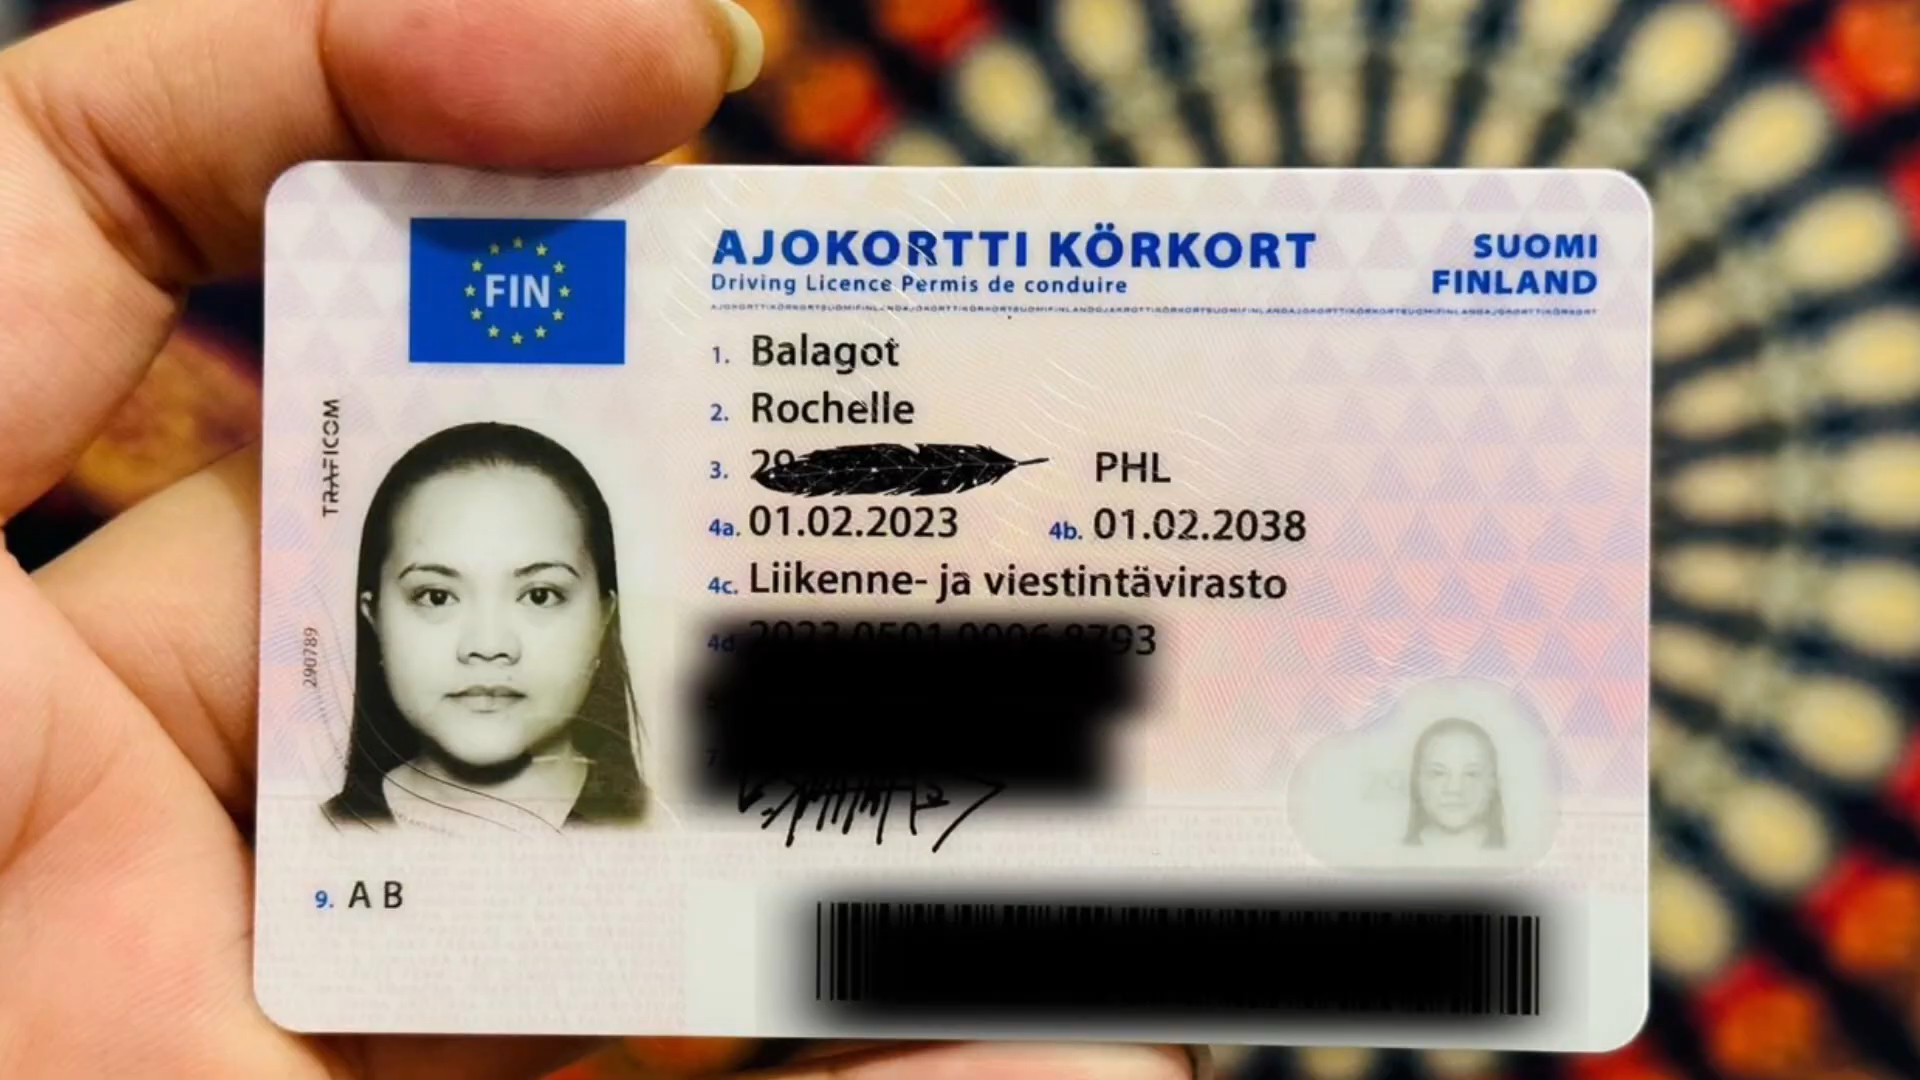 FIN
AJOKORTTI KÖRKORT
SUOMI
FINLAND
Driving Licence Permis de conduire
1. Balagot
2. Rochelle
3. PHL
4a. 01.02.2023 4b. 01.02.2038
4c. Liikenne- ja viestintävirasto
TRAFICOM
290789
9. A B